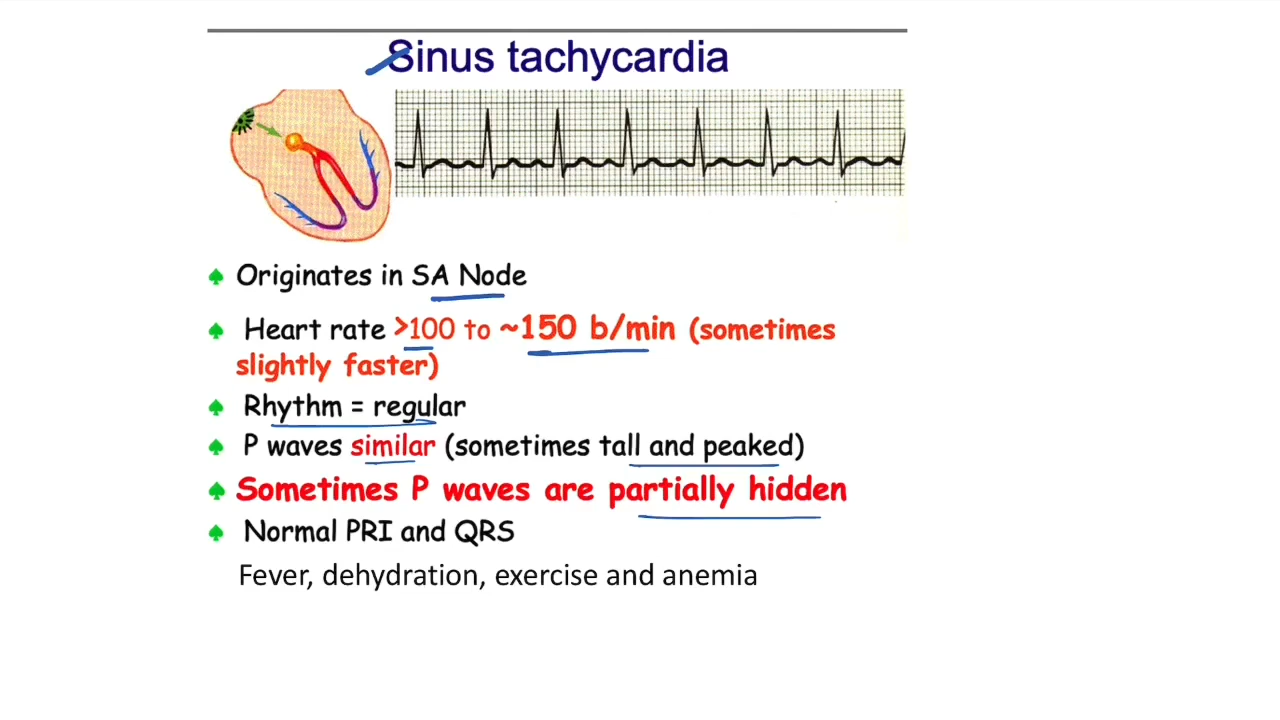 Sinus tachycardia
Originates in SA Node
Heart rate >100 to ~150 b/min (sometimes
slightly faster)
Rhythm = regular
P waves similar (sometimes tall and peaked)
Sometimes P waves are partially hidden
Normal PRI and QRS
Fever, dehydration, exercise and anemia